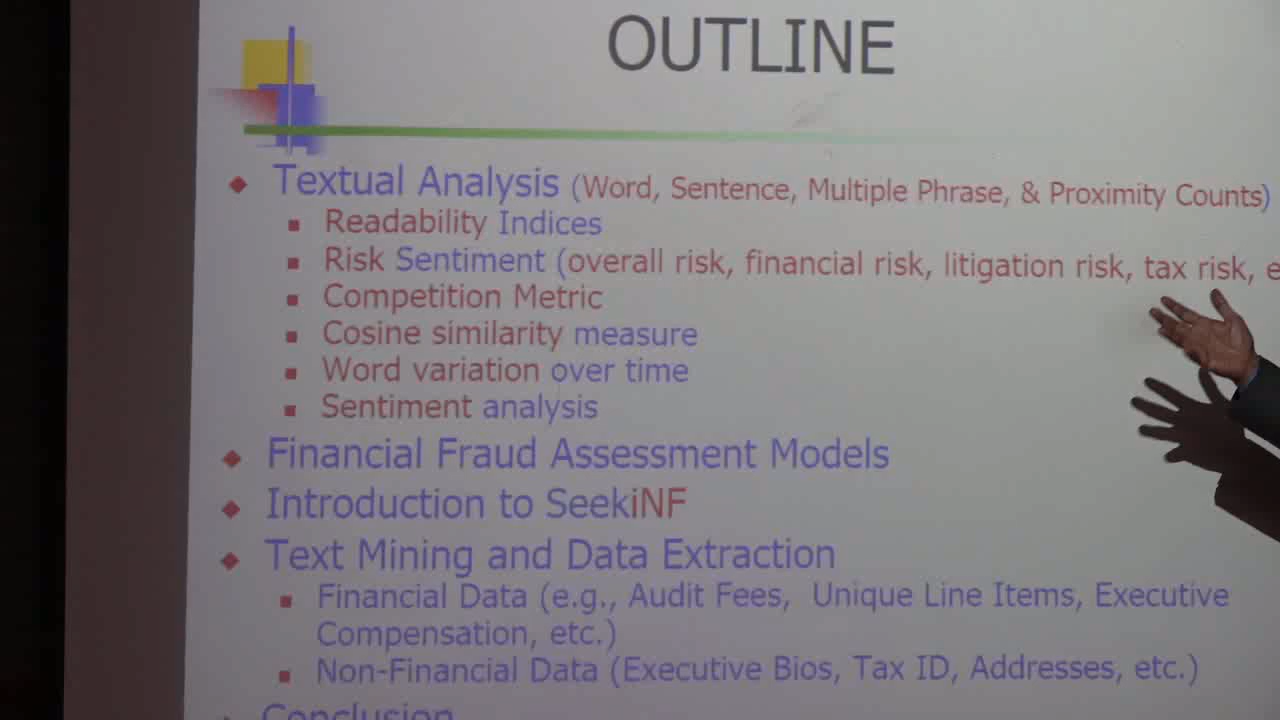 OUTLINE
Textual Analysis (Word, Sentence, Multiple Phrase, & Proximity Counts)
Readability Indices
Risk Sentiment (overall risk, financial risk, litigation risk, tax risk, e
Competition Metric
Cosine similarity measure
Word variation over time
Sentiment analysis
Financial Fraud Assessment Models
Introduction to SeekiNF
Text Mining and Data Extraction
Financial Data (e.g., Audit Fees, Unique Line Items, Executive
Compensation, etc.)
Non-Financial Data (Executive Bios, Tax ID, Addresses, etc.)
Conclusion